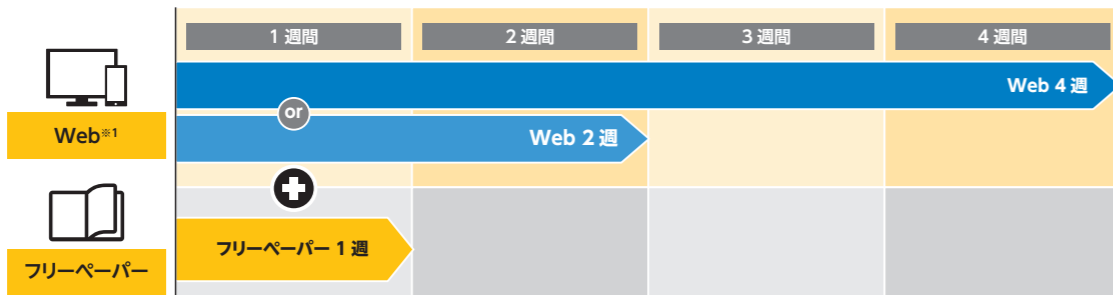 1 週間
2 週間
3 週間
4 週間
Web 4 週
or
Web※1
Web 2 週
フリーペーパー 1 週
フリーペーパー